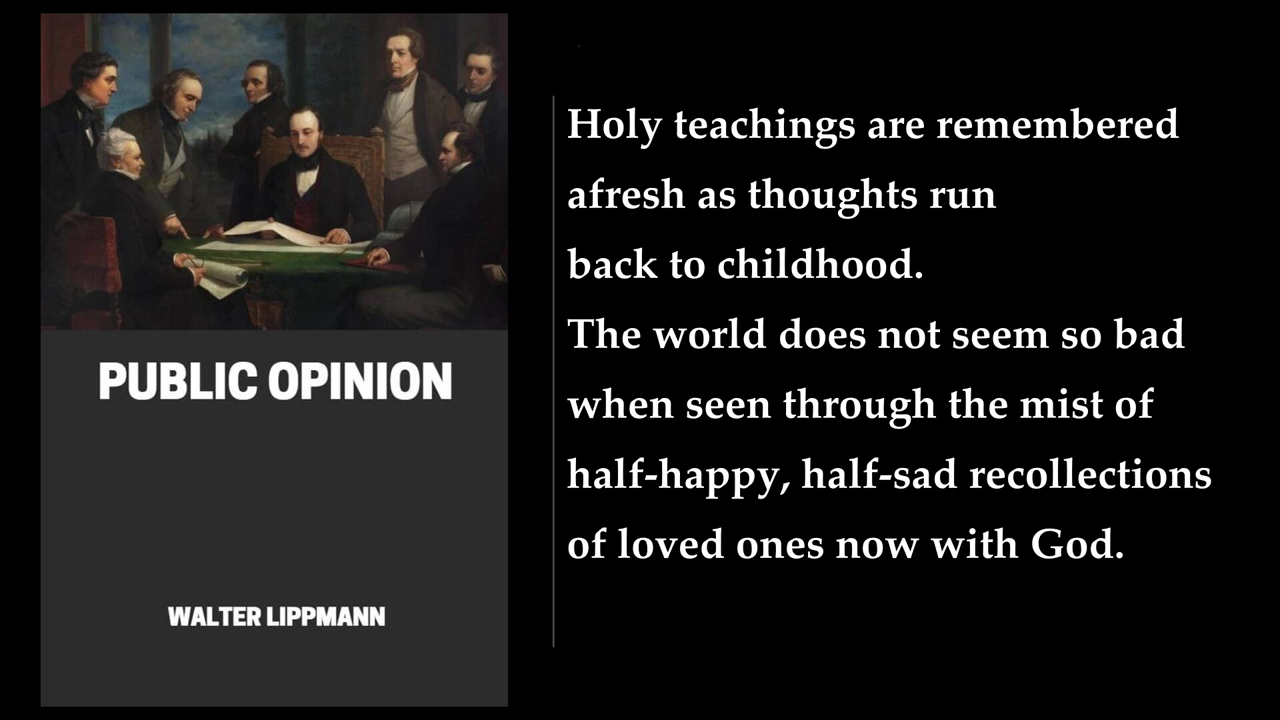 PUBLIC OPINION
WALTER LIPPMANN
Holy teachings are remembered
afresh as thoughts run
back to childhood.
The world does not seem so bad
when seen through the mist of
half-happy, half-sad recollections
of loved ones now with God.